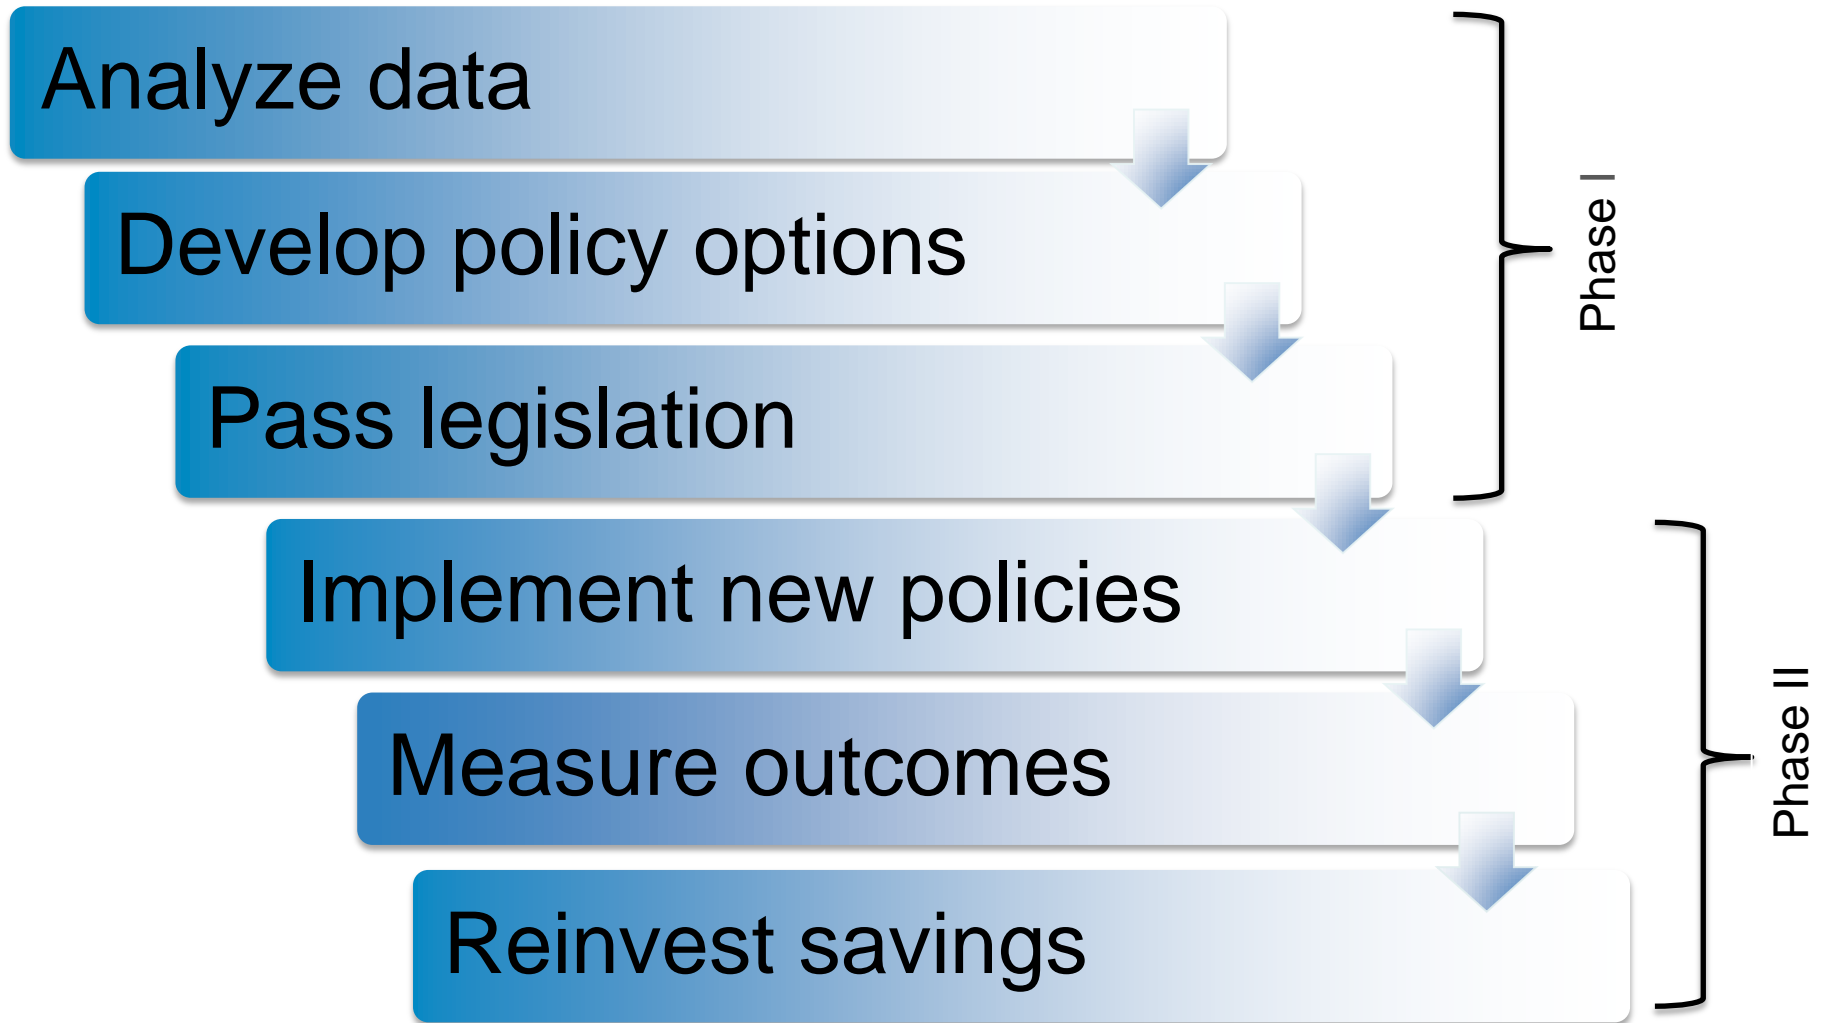 Analyze data
Develop policy options
Pass legislation
Phase I
Implement new policies
Measure outcomes
Reinvest savings
Phase II